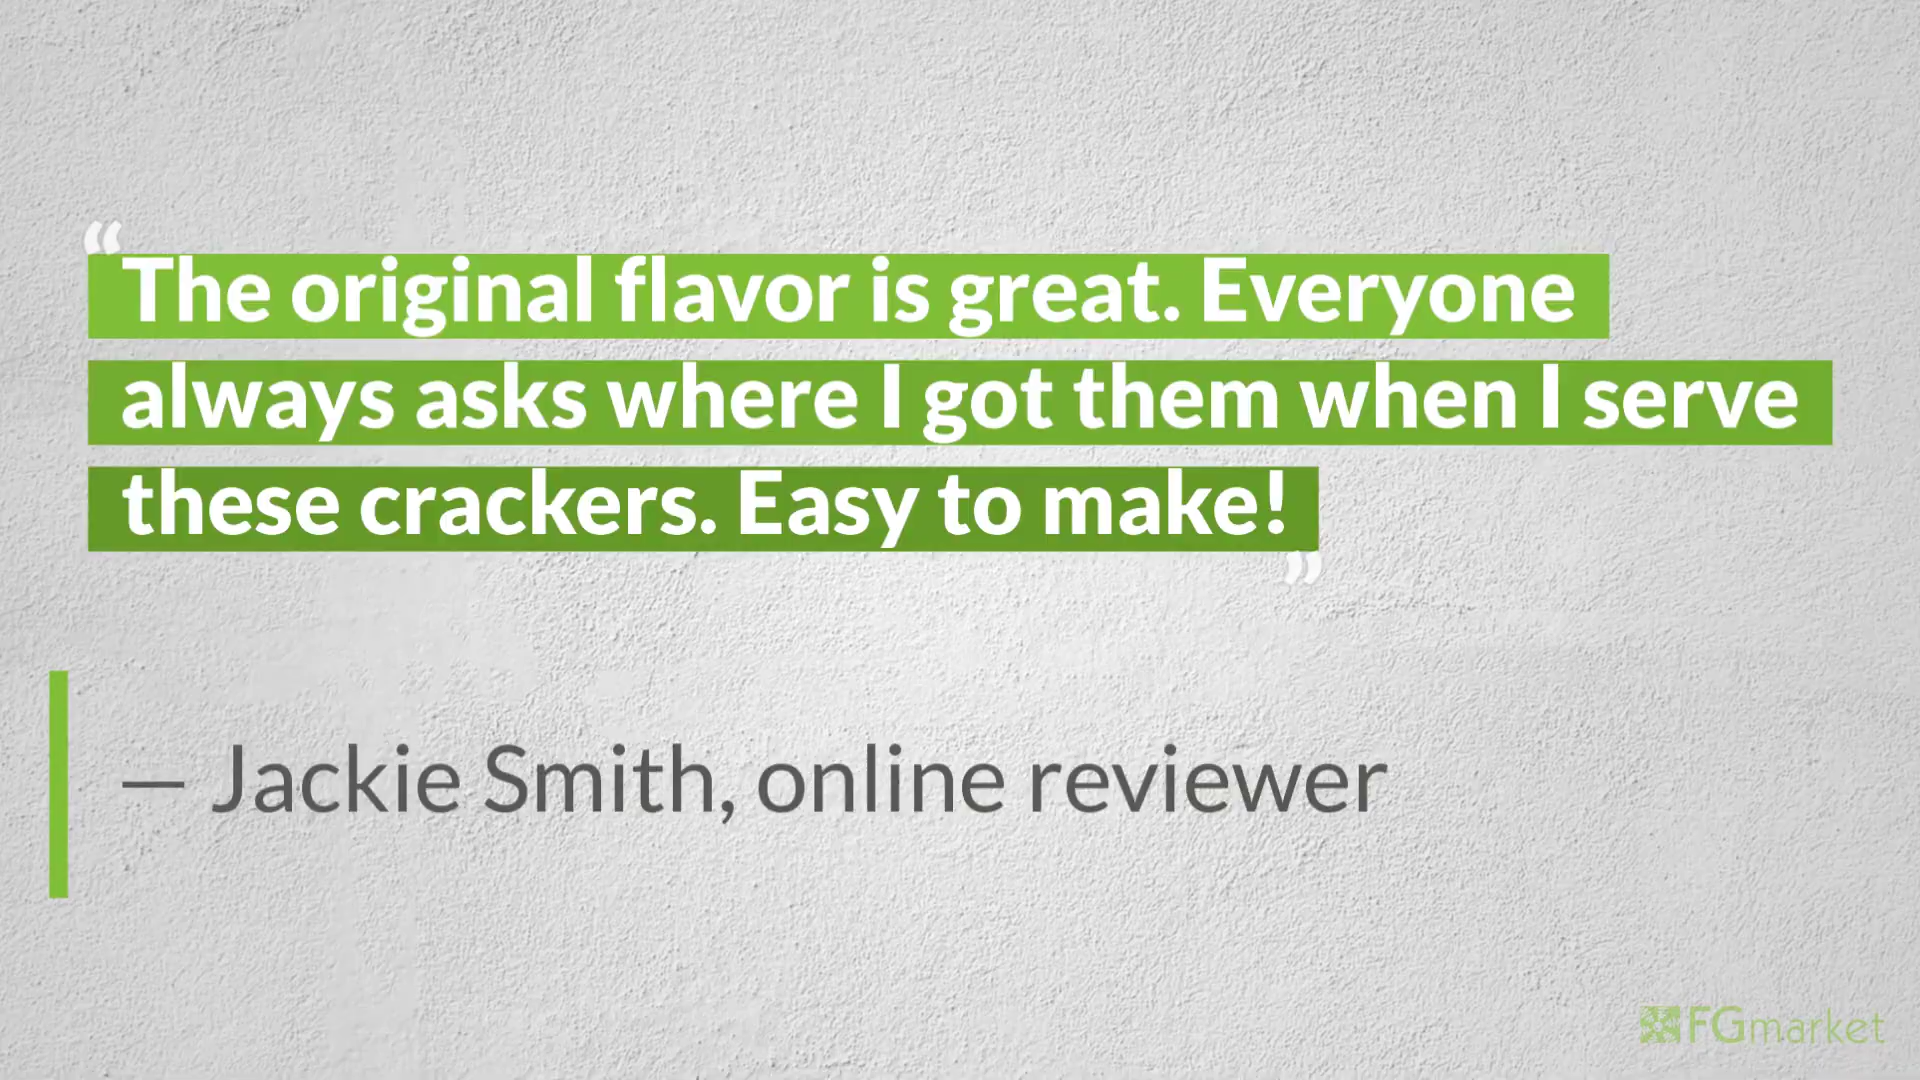 “The original flavor is great. Everyone
always asks where I got them when I serve
these crackers. Easy to make!”
— Jackie Smith, online reviewer
FGmarket